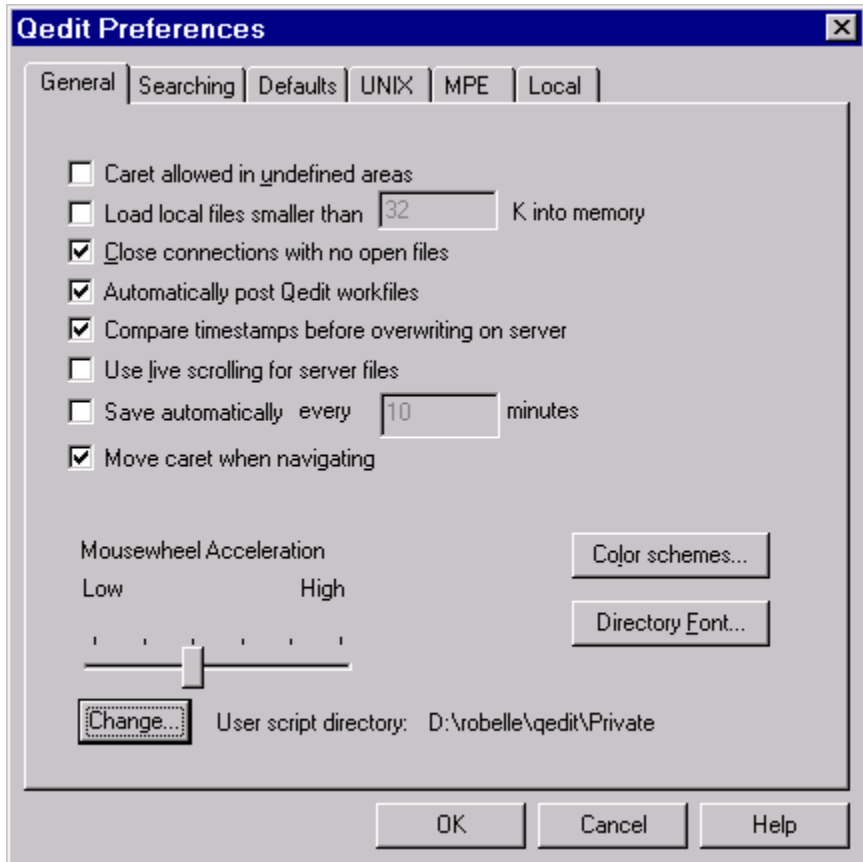 Qedit Preferences
General Searching Defaults UNIX MPE Local
Caret allowed in undefined areas
Load local files smaller than 32 K into memory
Close connections with no open files
Automatically post Qedit workfiles
Compare timestamps before overwriting on server
Use live scrolling for server files
Save automatically every 10 minutes
Move caret when navigating
Mousewheel Acceleration
Low High
Color schemes...
Directory Font...
Change... User script directory: D:\robelle\qedit\Private
OK Cancel Help